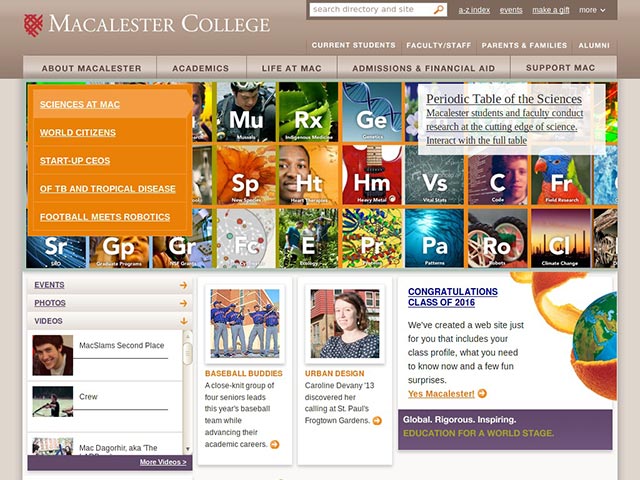 MACALESTER COLLEGE
search directory and site
a-z index events make a gift more
CURRENT STUDENTS FACULTY/STAFF PARENTS & FAMILIES ALUMNI
ABOUT MACALESTER ACADEMICS LIFE AT MAC ADMISSIONS & FINANCIAL AID SUPPORT MAC
SCIENCES AT MAC
WORLD CITIZENS
START-UP CEOS
OF TB AND TROPICAL DISEASE
FOOTBALL MEETS ROBOTICS
Mu Rx Ge
Mussels Indigenous Medicine Genetics
Periodic Table of the Sciences
Macalester students and faculty conduct
research at the cutting edge of science.
Interact with the full table
Sp Ht Hm Vs C Fr
New Species Heart Therapies Heavy Metal Vital Stats Code Field Research
Sr Gp Gr Fc E Pr Pa Ro Cl
SRO Graduate Programs NSF Grants Ecology Patterns Robots Climate Change
EVENTS
PHOTOS
VIDEOS
MacSlams Second Place
Crew
Mac Dagorhir, aka 'The
More Videos >
BASEBALL BUDDIES
A close-knit group of
four seniors leads
this year's baseball
team while
advancing their
academic careers.
URBAN DESIGN
Caroline Devany '13
discovered her
calling at St. Paul's
Frogtown Gardens.
CONGRATULATIONS
CLASS OF 2016
We've created a web site just
for you that includes your
class profile, what you need
to know now and a few fun
surprises.
Yes Macalester!
Global. Rigorous. Inspiring.
EDUCATION FOR A WORLD STAGE.